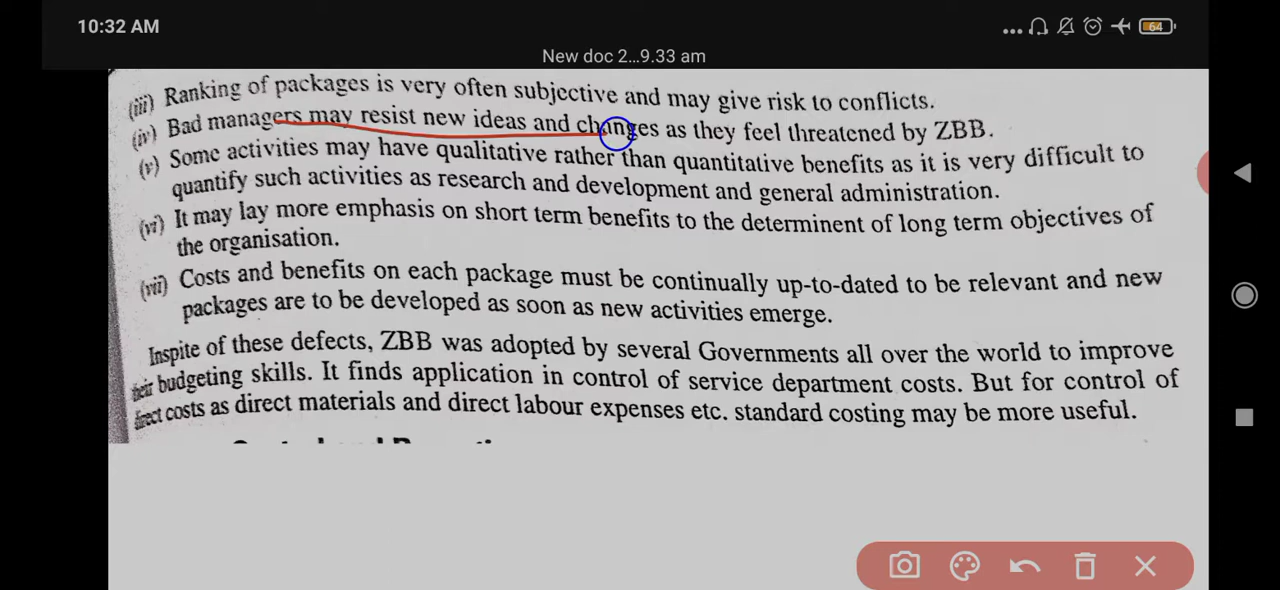 10:32 AM
64
New doc 2...9.33 am
(iii) Ranking of packages is very often subjective and may give risk to conflicts.
(iv) Bad managers may resist new ideas and changes as they feel threatened by ZBB.
(v) Some activities may have qualitative rather than quantitative benefits as it is very difficult to
quantify such activities as research and development and general administration.
(vi) It may lay more emphasis on short term benefits to the determinent of long term objectives of
the organisation.
(vii) Costs and benefits on each package must be continually up-to-dated to be relevant and new
packages are to be developed as soon as new activities emerge.
Inspite of these defects, ZBB was adopted by several Governments all over the world to improve
their budgeting skills. It finds application in control of service department costs. But for control of
direct costs as direct materials and direct labour expenses etc. standard costing may be more useful.